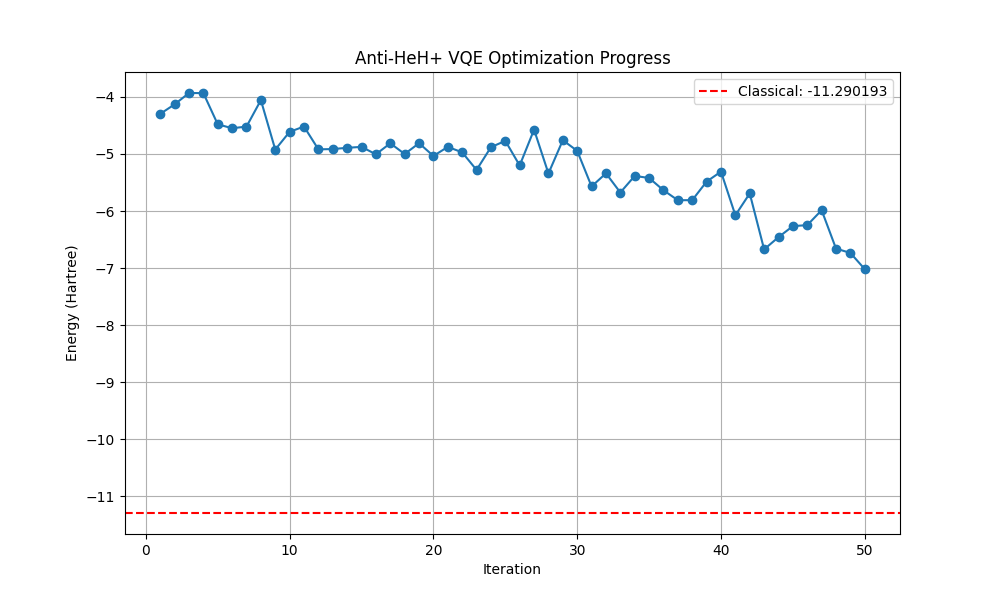 Anti-HeH+ VQE Optimization Progress
Classical: -11.290193
Energy (Hartree)
−4
−5
−6
−7
−8
−9
−10
−11
0 10 20 30 40 50
Iteration